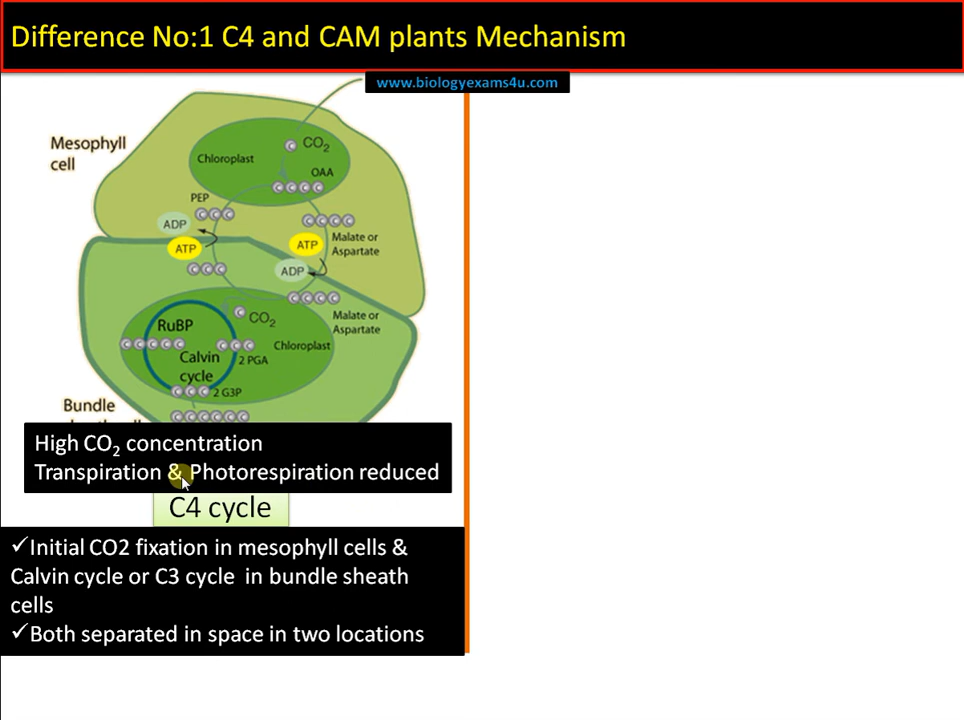 Difference No:1 C4 and CAM plants Mechanism
www.biologyexams4u.com
Mesophyll
cell
Chloroplast
CO2
OAA
PEP
ADP
ATP
ATP
Malate or
Aspartate
ADP
Malate or
Aspartate
CO2
RuBP
Chloroplast
Calvin
cycle
2 PGA
2 G3P
Bundle
High CO2 concentration
Transpiration & Photorespiration reduced
C4 cycle
✓Initial CO2 fixation in mesophyll cells &
Calvin cycle or C3 cycle in bundle sheath
cells
✓Both separated in space in two locations